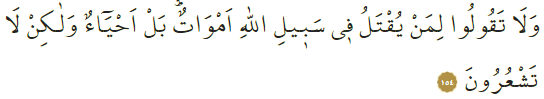 وَلَا تَقُولُوا لِمَنْ يُقْتَلُ ف۪ي سَب۪يلِ اللّٰهِ اَمْوَاتٌۜ بَلْ اَحْيَٓاءٌ وَلٰكِنْ لَا
تَشْعُرُونَ ﴿١٥٤﴾